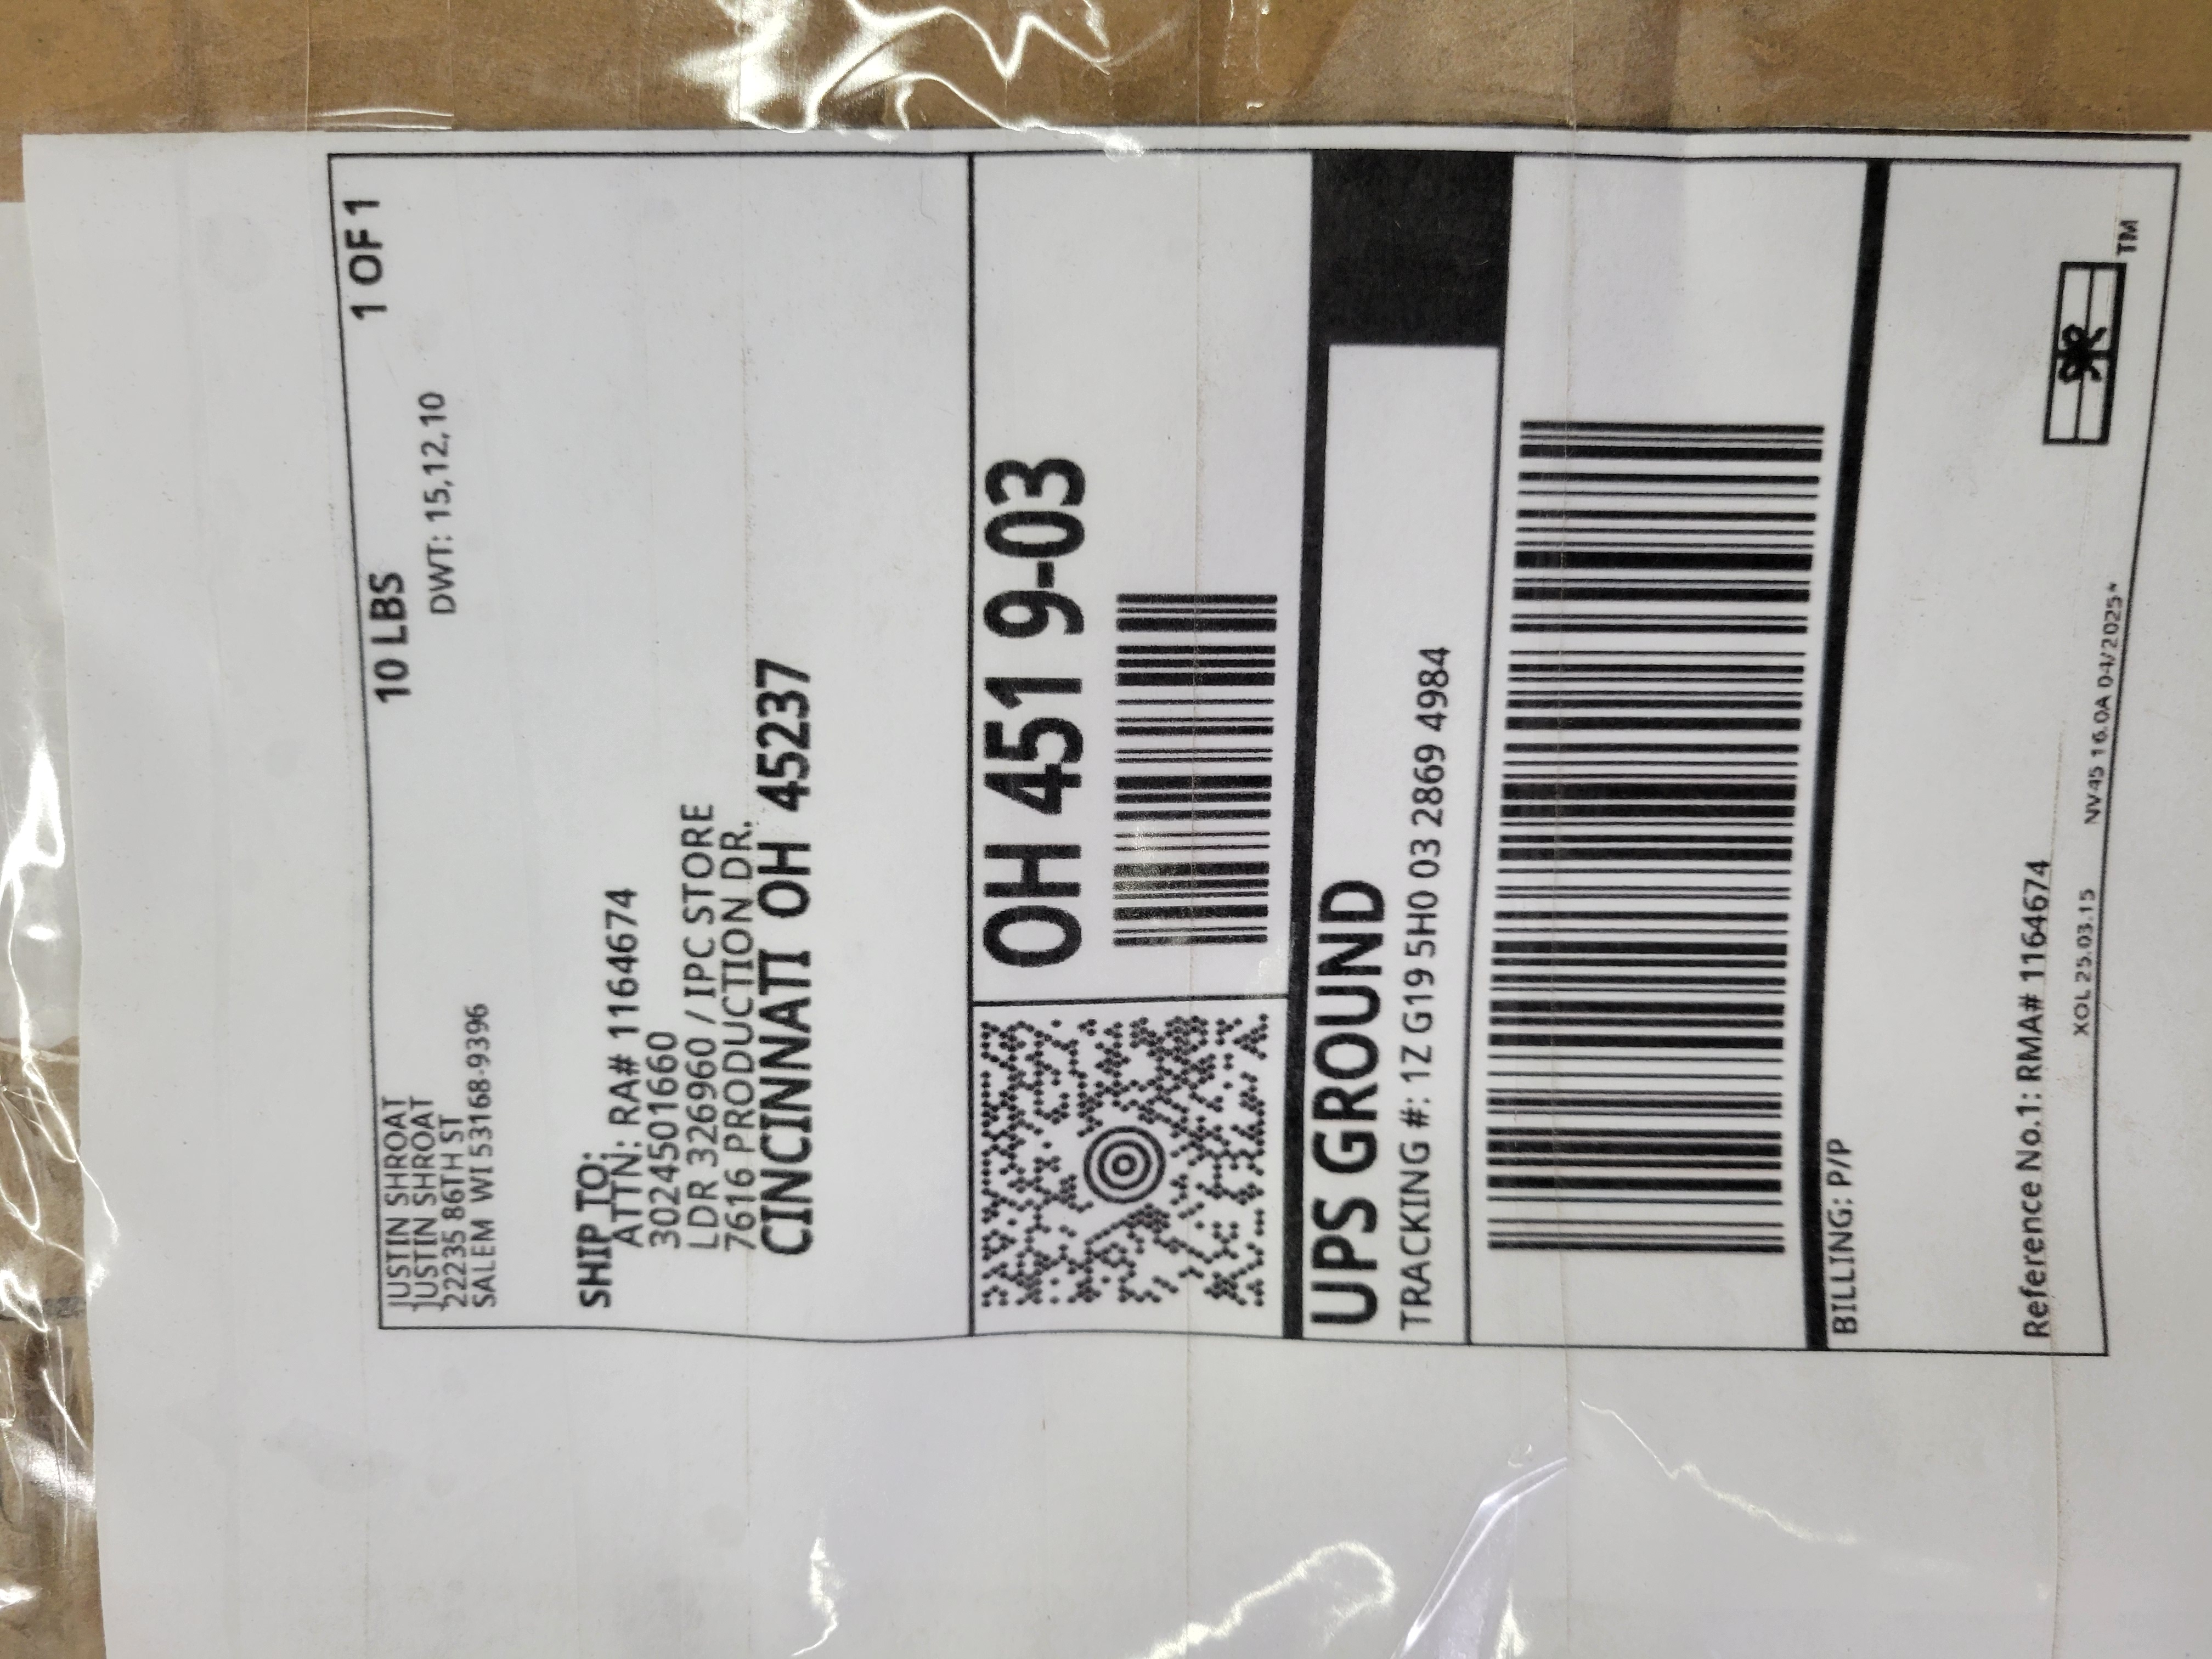 JUSTIN SHROAT
JUSTIN SHROAT
22235 86TH ST
SALEM WI 53168-9396
10 LBS
1 OF 1
DWT: 15,12,10
SHIP TO:
ATTN: RA# 1164674
3024501660
LDR 326960 / IPC STORE
7616 PRODUCTION DR.
CINCINNATI OH 45237
OH 451 9-03
UPS GROUND
TRACKING #: 1Z G19 5H0 03 2869 4984
BILLING: P/P
Reference No.1: RMA# 1164674
XOL 25.03.15 NV45 16.0A 04/2025*
TM